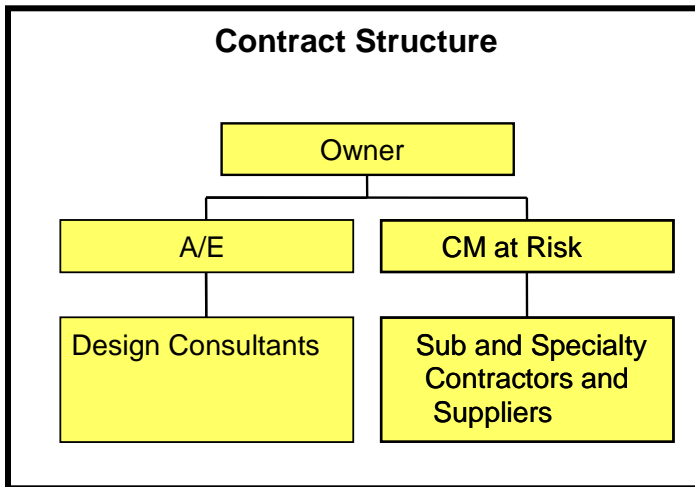 Contract Structure
Owner
A/E
CM at Risk
Design Consultants
Sub and Specialty
Contractors and
Suppliers